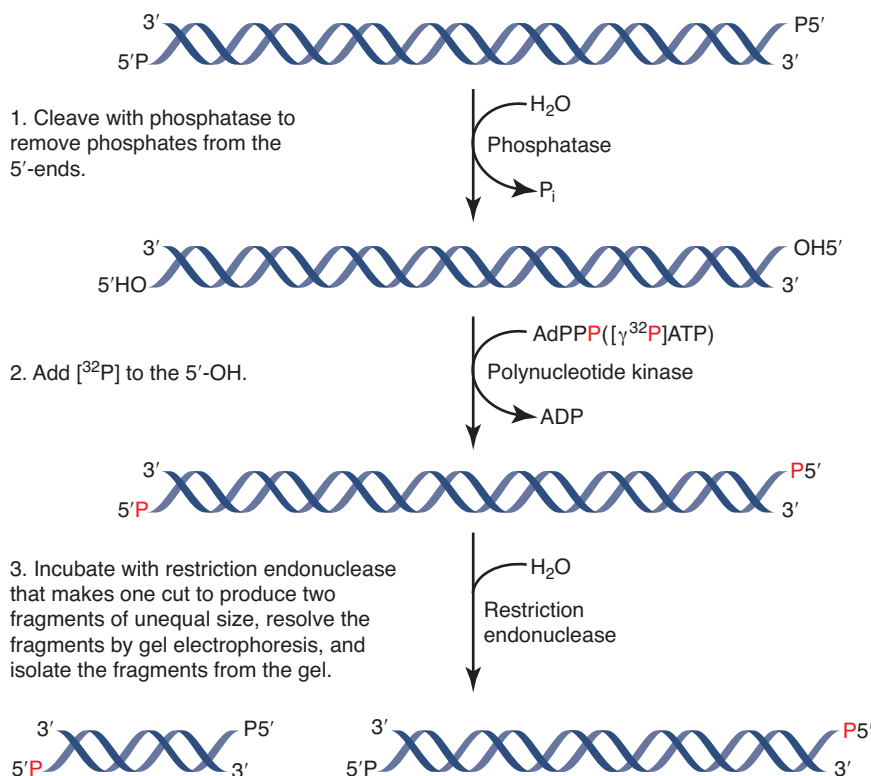 3′ P5′
5′P 3′
1. Cleave with phosphatase to
remove phosphates from the
5′-ends.
H₂O
Phosphatase
Pᵢ
3′ OH5′
5′HO 3′
2. Add [³²P] to the 5′-OH.
AdPPP([γ³²P]ATP)
Polynucleotide kinase
ADP
3′ P5′
5′P 3′
3. Incubate with restriction endonuclease
that makes one cut to produce two
fragments of unequal size, resolve the
fragments by gel electrophoresis, and
isolate the fragments from the gel.
H₂O
Restriction
endonuclease
3′ P5′ 3′ P5′
5′P 3′ 5′P 3′